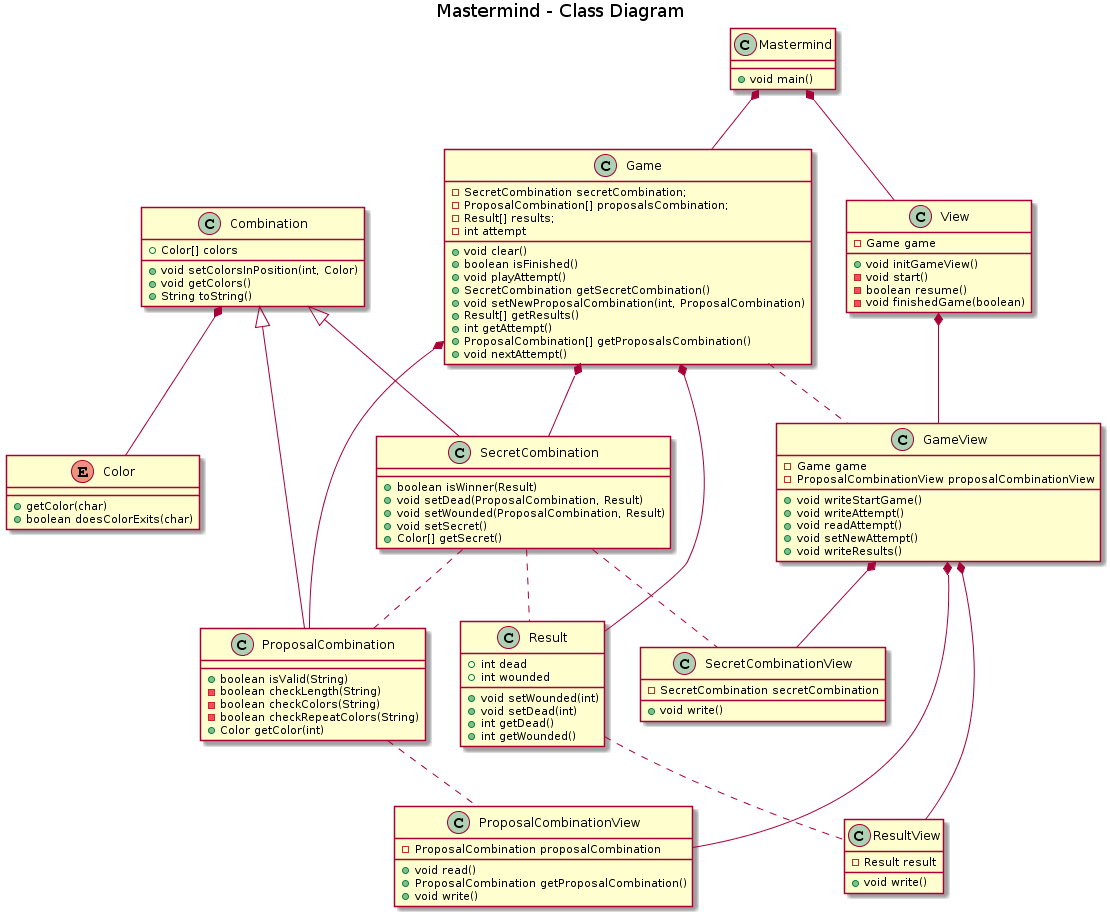 Mastermind - Class Diagram
C Mastermind
void main()
C Game
SecretCombination secretCombination;
ProposalCombination[] proposalsCombination;
Result[] results;
int attempt
void clear()
boolean isFinished()
void playAttempt()
SecretCombination getSecretCombination()
void setNewProposalCombination(int, ProposalCombination)
Result[] getResults()
int getAttempt()
ProposalCombination[] getProposalsCombination()
void nextAttempt()
C View
Game game
void initGameView()
void start()
boolean resume()
void finishedGame(boolean)
C Combination
Color[] colors
void setColorsInPosition(int, Color)
void getColors()
String toString()
E Color
getColor(char)
boolean doesColorExits(char)
C SecretCombination
boolean isWinner(Result)
void setDead(ProposalCombination, Result)
void setWounded(ProposalCombination, Result)
void setSecret()
Color[] getSecret()
C GameView
Game game
ProposalCombinationView proposalCombinationView
void writeStartGame()
void writeAttempt()
void readAttempt()
void setNewAttempt()
void writeResults()
C ProposalCombination
boolean isValid(String)
boolean checkLength(String)
boolean checkColors(String)
boolean checkRepeatColors(String)
Color getColor(int)
C Result
int dead
int wounded
void setWounded(int)
void setDead(int)
int getDead()
int getWounded()
C SecretCombinationView
SecretCombination secretCombination
void write()
C ProposalCombinationView
ProposalCombination proposalCombination
void read()
ProposalCombination getProposalCombination()
void write()
C ResultView
Result result
void write()